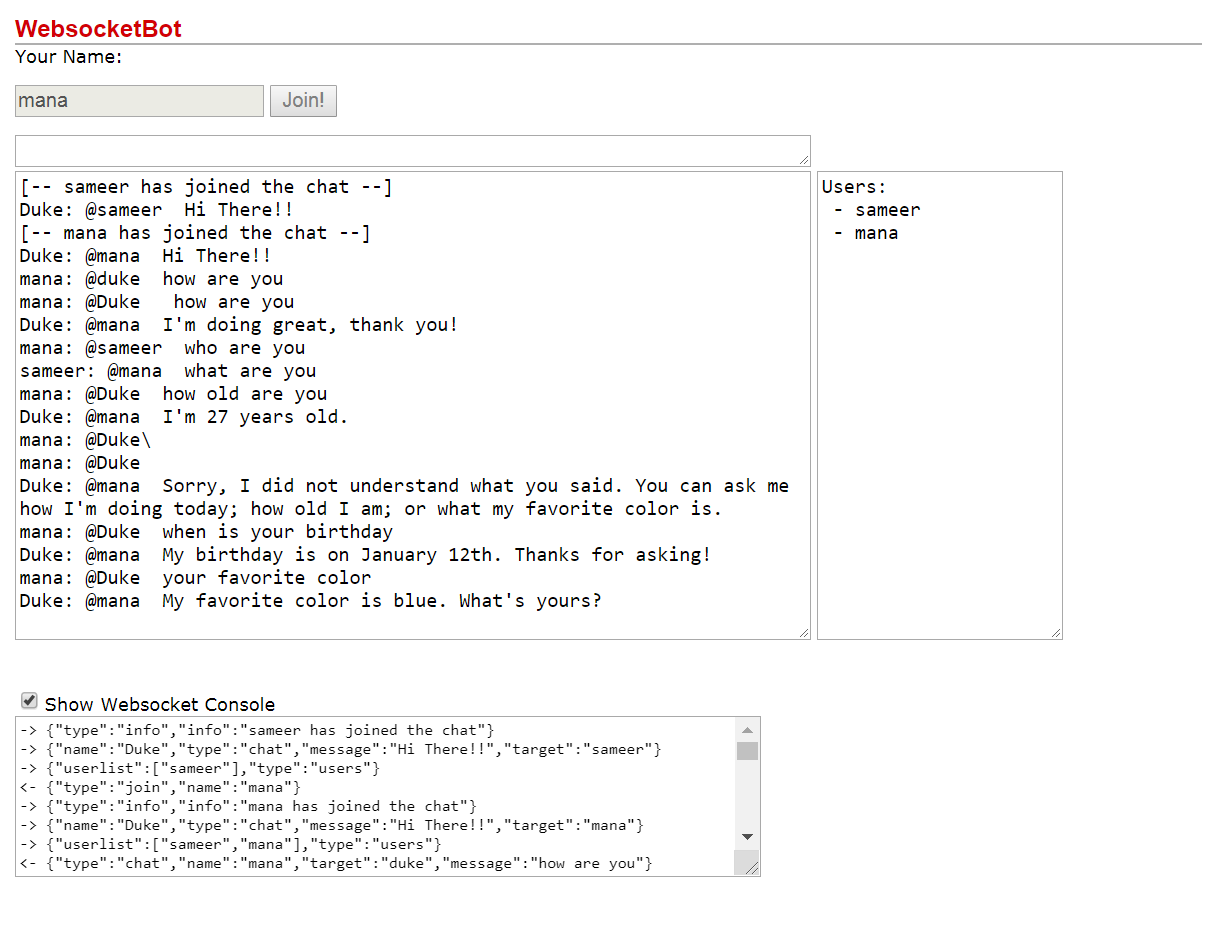 WebsocketBot
Your Name:
mana
Join!
[-- sameer has joined the chat --]
Duke: @sameer  Hi There!!
[-- mana has joined the chat --]
Duke: @mana  Hi There!!
mana: @duke  how are you
mana: @Duke   how are you
Duke: @mana  I'm doing great, thank you!
mana: @sameer  who are you
sameer: @mana  what are you
mana: @Duke  how old are you
Duke: @mana  I'm 27 years old.
mana: @Duke\
mana: @Duke
Duke: @mana  Sorry, I did not understand what you said. You can ask me
how I'm doing today; how old I am; or what my favorite color is.
mana: @Duke  when is your birthday
Duke: @mana  My birthday is on January 12th. Thanks for asking!
mana: @Duke  your favorite color
Duke: @mana  My favorite color is blue. What's yours?
Users:
- sameer
- mana
Show Websocket Console
-> {"type":"info","info":"sameer has joined the chat"}
-> {"name":"Duke","type":"chat","message":"Hi There!!","target":"sameer"}
-> {"userlist":["sameer"],"type":"users"}
<- {"type":"join","name":"mana"}
-> {"type":"info","info":"mana has joined the chat"}
-> {"name":"Duke","type":"chat","message":"Hi There!!","target":"mana"}
-> {"userlist":["sameer","mana"],"type":"users"}
<- {"type":"chat","name":"mana","target":"duke","message":"how are you"}